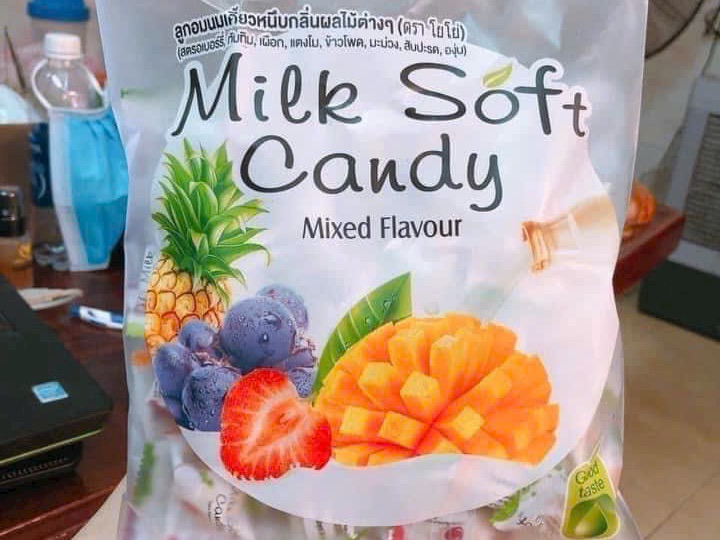 ลูกอมนมเคี้ยวหนึบกลิ่นผลไม้ต่างๆ (ตรา โยโย่)
(สตรอเบอร์รี่, ทับทิม, เผือก, แตงโม, ข้าวโพด, มะม่วง, สับปะรด, องุ่น)
Milk Soft
Candy
Mixed Flavour
Good
taste